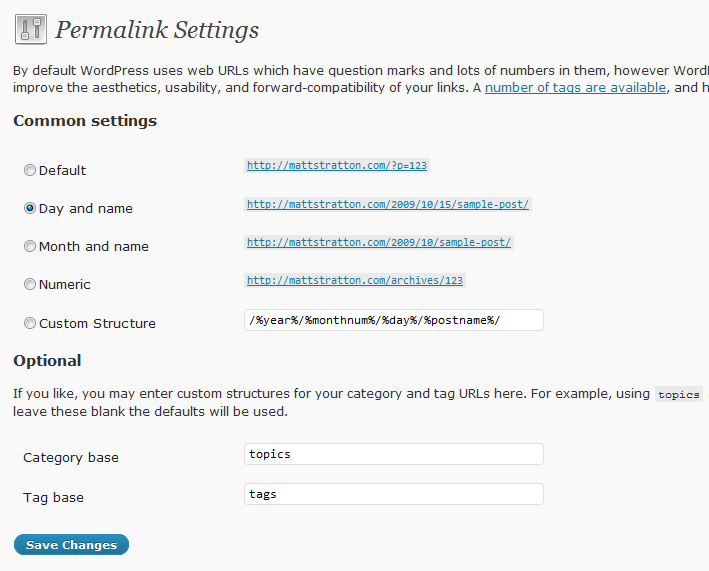 Permalink Settings
By default WordPress uses web URLs which have question marks and lots of numbers in them, however
improve the aesthetics, usability, and forward-compatibility of your links. A number of tags are available, and
Common settings
Default http://mattstratton.com/?p=123
Day and name http://mattstratton.com/2009/10/15/sample-post/
Month and name http://mattstratton.com/2009/10/sample-post/
Numeric http://mattstratton.com/archives/123
Custom Structure /%year%/%monthnum%/%day%/%postname%/
Optional
If you like, you may enter custom structures for your category and tag URLs here. For example, using topics
leave these blank the defaults will be used.
Category base topics
Tag base tags
Save Changes